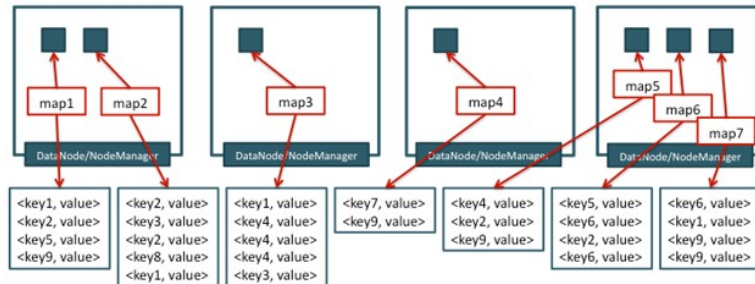 map1
map2
map3
map4
map5
map6
map7
DataNode/NodeManager
DataNode/NodeManager
DataNode/NodeManager
DataNode/NodeManager
<key1, value>
<key2, value>
<key5, value>
<key9, value>
<key2, value>
<key3, value>
<key2, value>
<key8, value>
<key1, value>
<key1, value>
<key4, value>
<key4, value>
<key4, value>
<key3, value>
<key7, value>
<key9, value>
<key4, value>
<key2, value>
<key9, value>
<key5, value>
<key6, value>
<key2, value>
<key6, value>
<key6, value>
<key1, value>
<key9, value>
<key9, value>